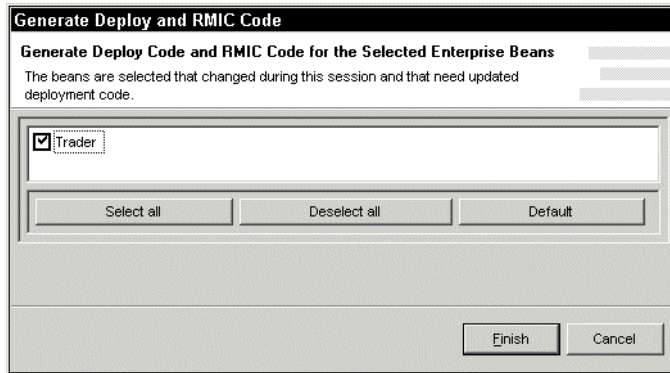 Generate Deploy and RMIC Code
Generate Deploy Code and RMIC Code for the Selected Enterprise Beans
The beans are selected that changed during this session and that need updated
deployment code.
Trader
Select all Deselect all Default
Finish Cancel